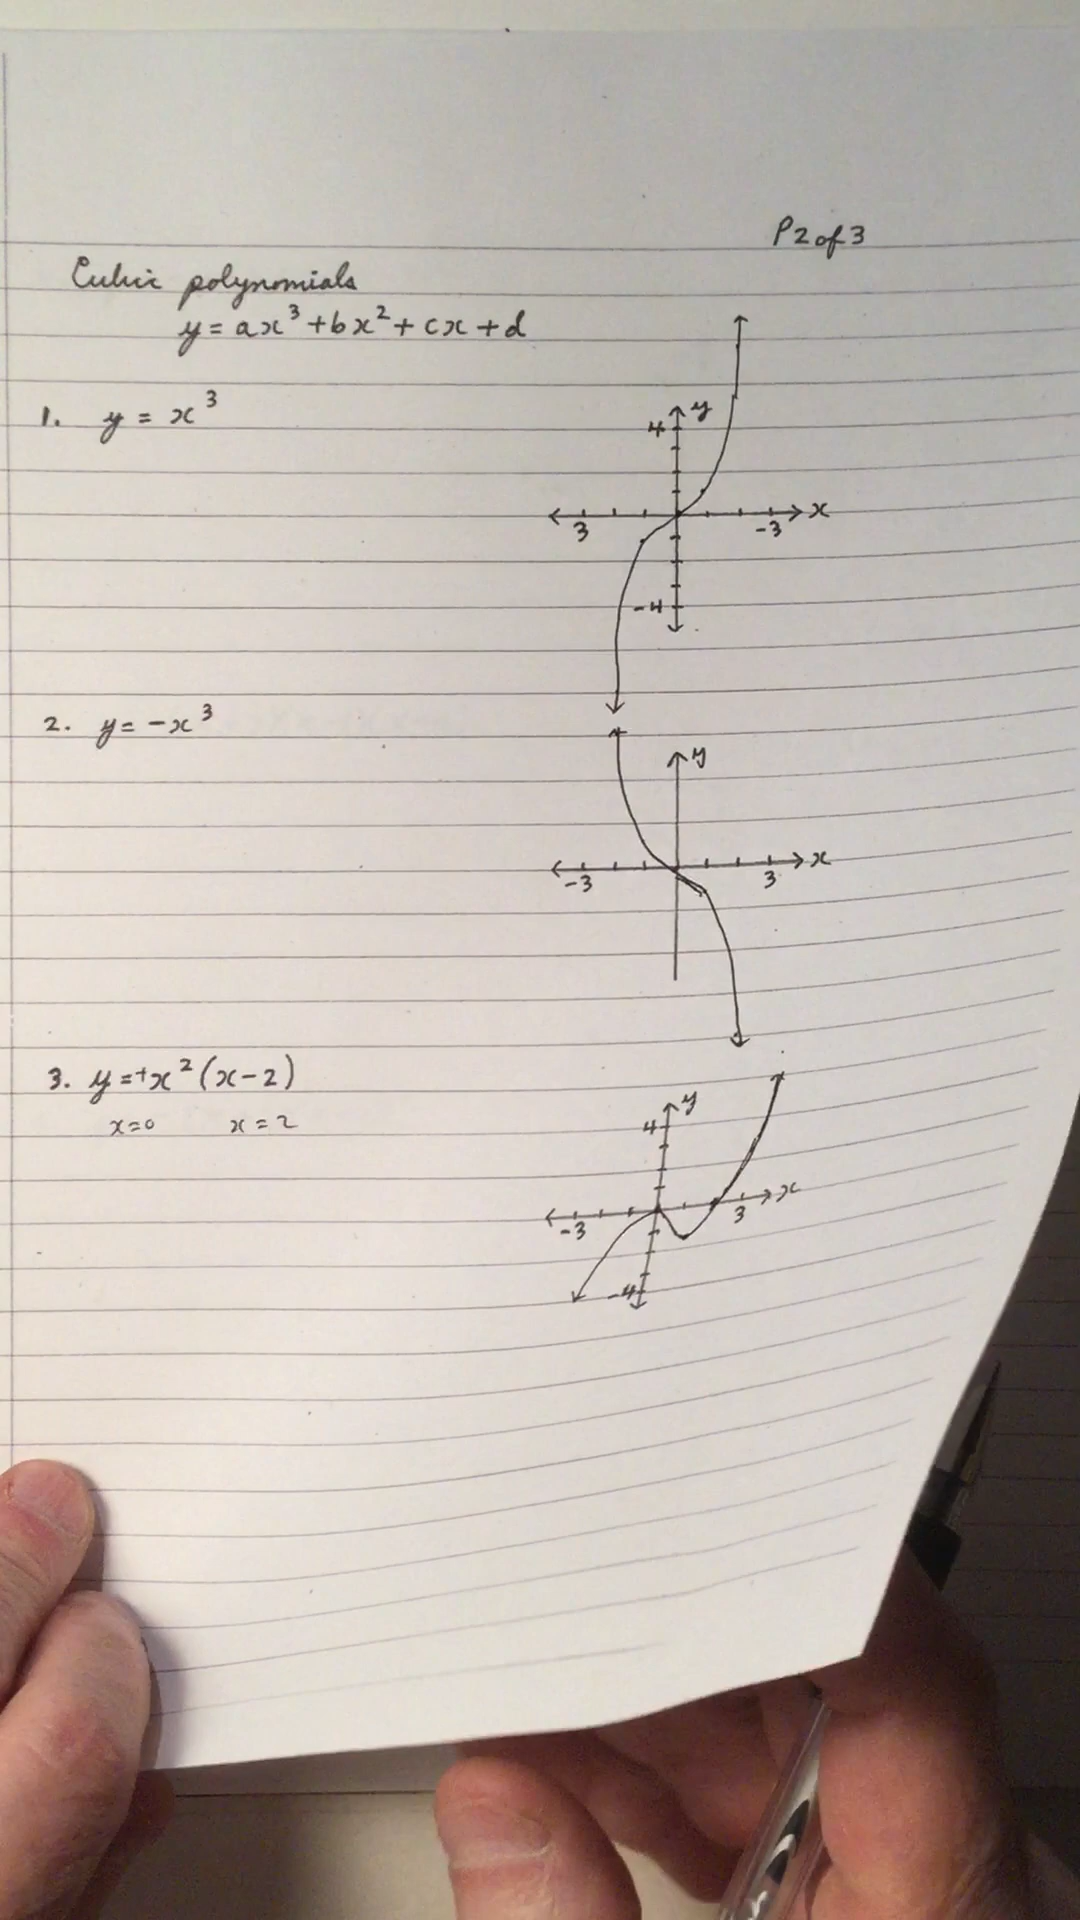 P2 of 3
Cubic polynomials
y = ax³ + bx² + cx + d
1. y = x³
y
4
x
3
-3
-4
2. y = -x³
y
x
-3
3
3. y = +x² (x-2)
x=0 x=2
y
4
x
-3
3
-4